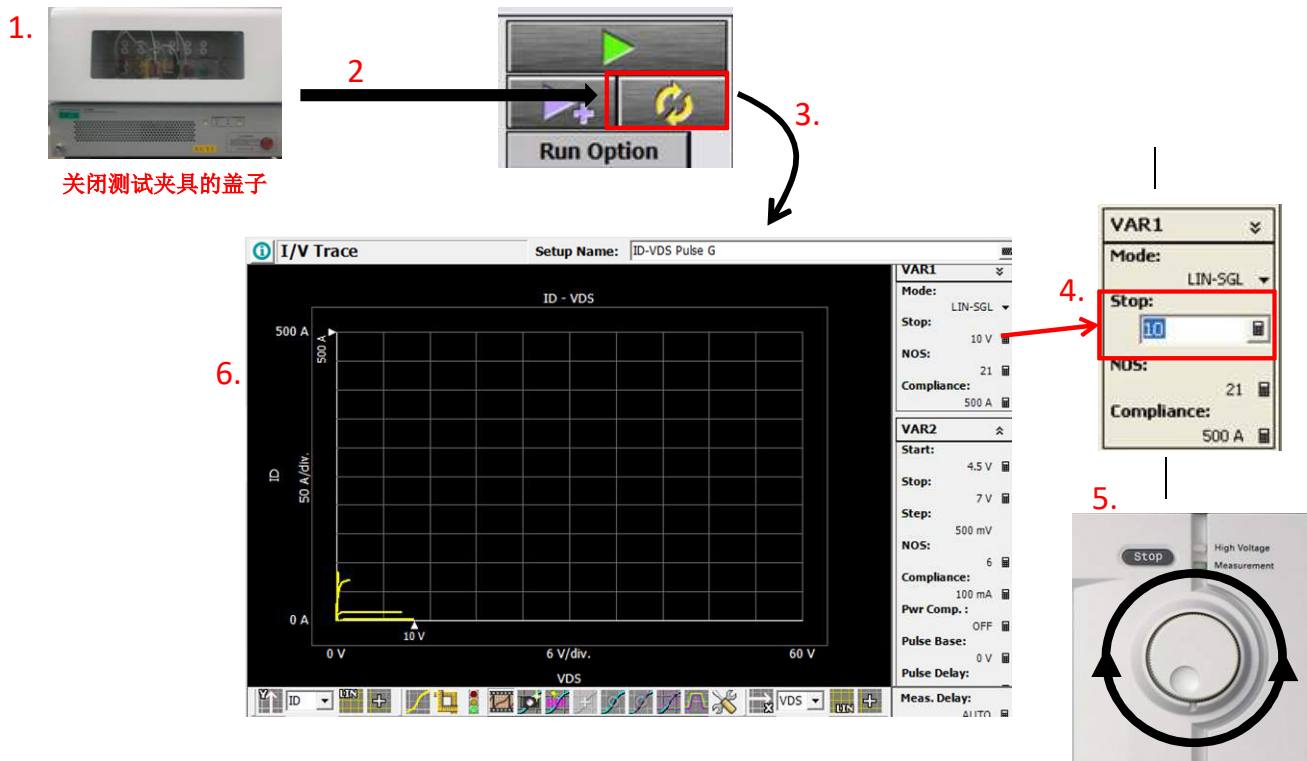 1.
关闭测试夹具的盖子
2
Run Option
3.
I/V Trace
Setup Name: ID-VDS Pulse G
ID - VDS
500 A
500 A
ID
50 A/div.
0 A
10 V
0 V
6 V/div.
60 V
VDS
6.
VAR1
Mode:
LIN-SGL
Stop:
10 V
NOS:
21
Compliance:
500 A
VAR2
Start:
4.5 V
Stop:
7 V
Step:
500 mV
NOS:
6
Compliance:
100 mA
Pwr Comp. :
OFF
Pulse Base:
0 V
Pulse Delay:
Meas. Delay:
AUTO
Y
ID
LIN
X
VDS
LIN
4.
VAR1
Mode:
LIN-SGL
Stop:
10
NOS:
21
Compliance:
500 A
5.
Stop
High Voltage
Measurement